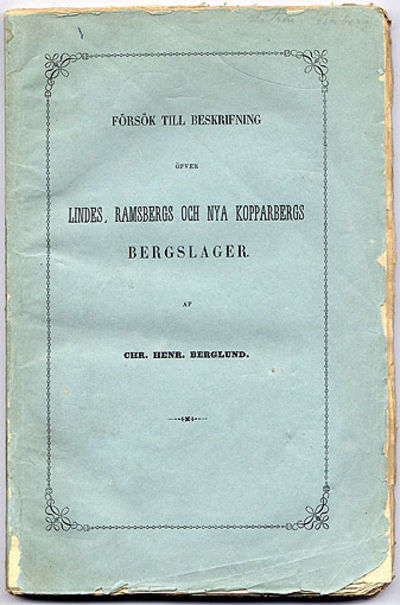 FÖRSÖK TILL BESKRIFNING
ÖFVER
LINDES, RAMSBERGS OCH NYA KOPPARBERGS
BERGSLAGER.
AF
CHR. HENR. BERGLUND.